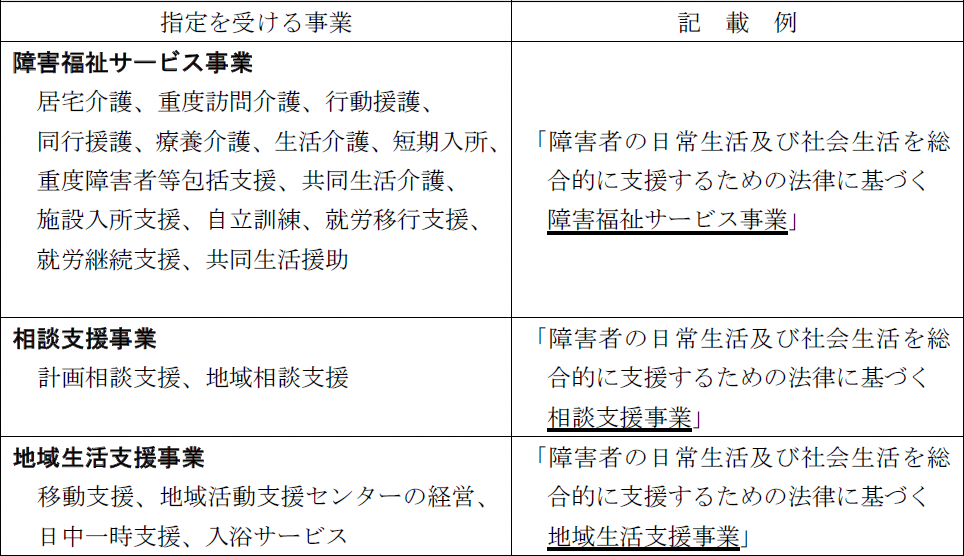 指定を受ける事業
記 載 例
障害福祉サービス事業
居宅介護、重度訪問介護、行動援護、
同行援護、療養介護、生活介護、短期入所、
重度障害者等包括支援、共同生活介護、
施設入所支援、自立訓練、就労移行支援、
就労継続支援、共同生活援助
「障害者の日常生活及び社会生活を総
合的に支援するための法律に基づく
障害福祉サービス事業」
相談支援事業
計画相談支援、地域相談支援
「障害者の日常生活及び社会生活を総
合的に支援するための法律に基づく
相談支援事業」
地域生活支援事業
移動支援、地域活動支援センターの経営、
日中一時支援、入浴サービス
「障害者の日常生活及び社会生活を総
合的に支援するための法律に基づく
地域生活支援事業」